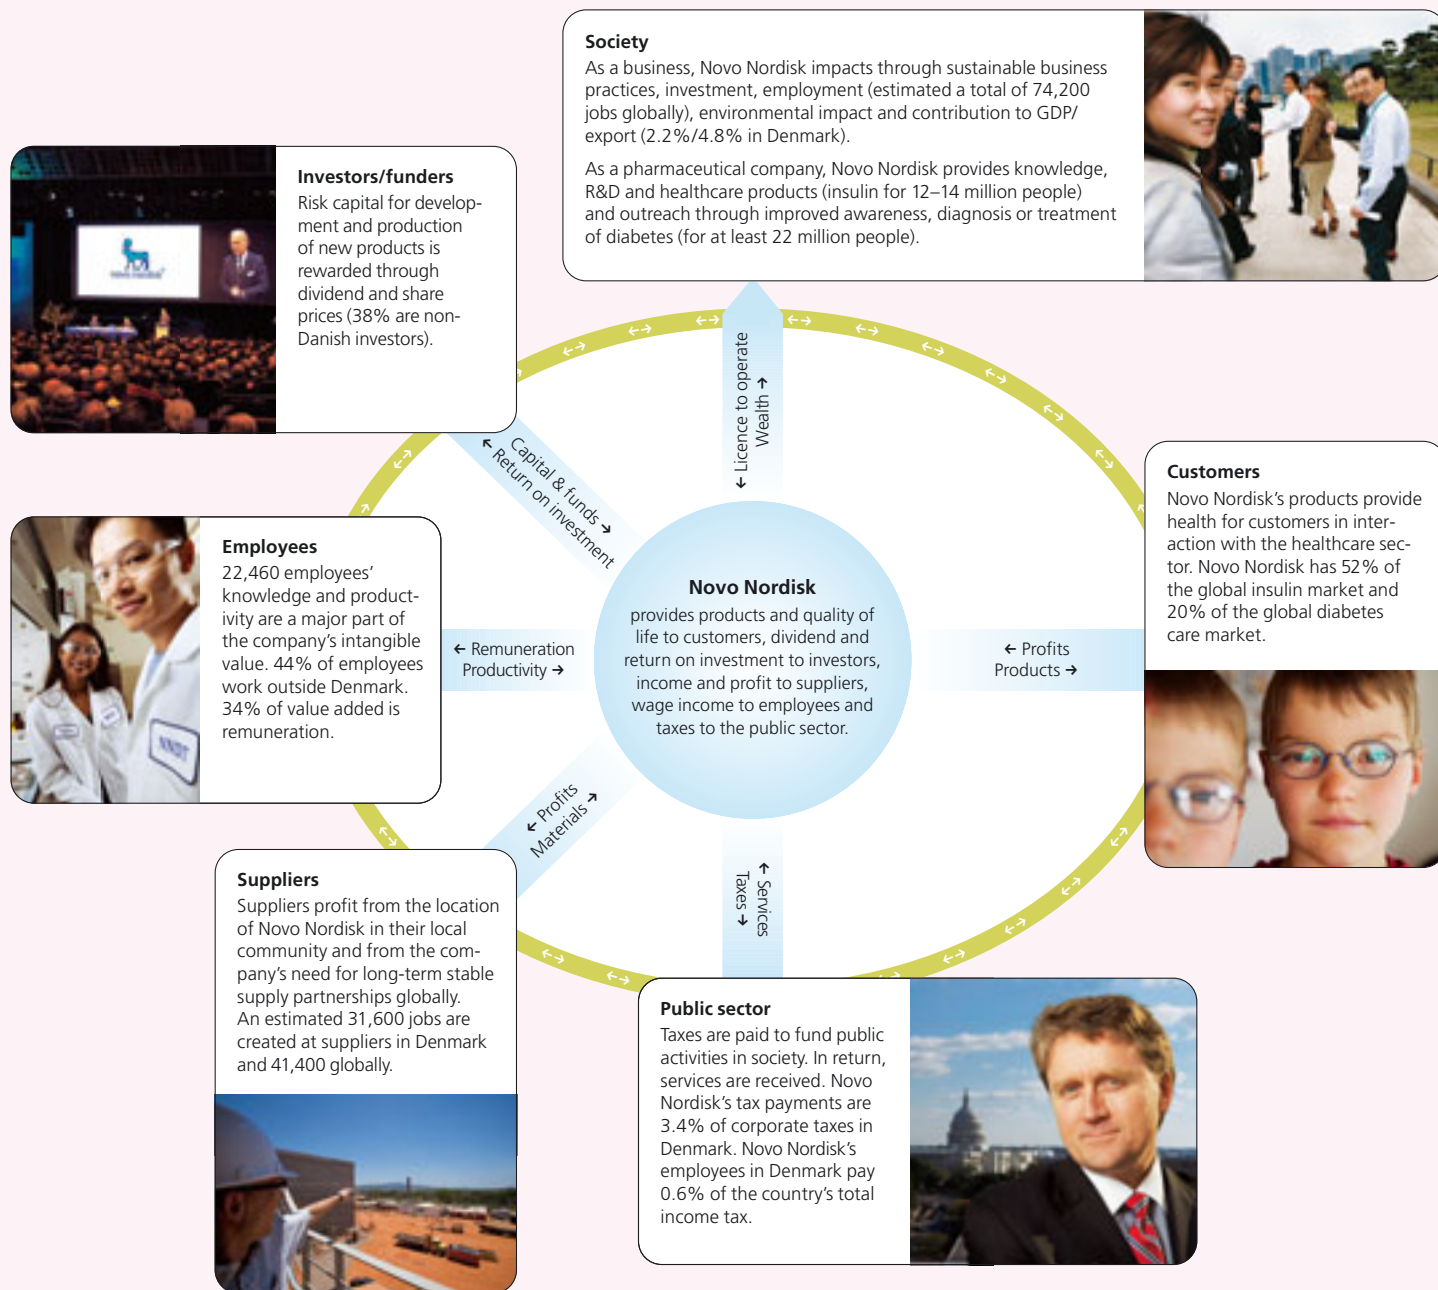 Society
As a business, Novo Nordisk impacts through sustainable business
practices, investment, employment (estimated a total of 74,200
jobs globally), environmental impact and contribution to GDP/
export (2.2%/4.8% in Denmark).
As a pharmaceutical company, Novo Nordisk provides knowledge,
R&D and healthcare products (insulin for 12–14 million people)
and outreach through improved awareness, diagnosis or treatment
of diabetes (for at least 22 million people).
Investors/funders
Risk capital for develop-
ment and production
of new products is
rewarded through
dividend and share
prices (38% are non-
Danish investors).
novo nordisk
← Licence to operate
Wealth →
Capital & funds →
← Return on investment
Customers
Novo Nordisk’s products provide
health for customers in inter-
action with the healthcare sec-
tor. Novo Nordisk has 52% of
the global insulin market and
20% of the global diabetes
care market.
Employees
22,460 employees’
knowledge and product-
ivity are a major part of
the company’s intangible
value. 44% of employees
work outside Denmark.
34% of value added is
remuneration.
NNDT
← Remuneration
Productivity →
Novo Nordisk
provides products and quality of
life to customers, dividend and
return on investment to investors,
income and profit to suppliers,
wage income to employees and
taxes to the public sector.
← Profits
Products →
← Profits
Materials →
← Services
Taxes →
Suppliers
Suppliers profit from the location
of Novo Nordisk in their local
community and from the com-
pany’s need for long-term stable
supply partnerships globally.
An estimated 31,600 jobs are
created at suppliers in Denmark
and 41,400 globally.
Public sector
Taxes are paid to fund public
activities in society. In return,
services are received. Novo
Nordisk’s tax payments are
3.4% of corporate taxes in
Denmark. Novo Nordisk’s
employees in Denmark pay
0.6% of the country’s total
income tax.